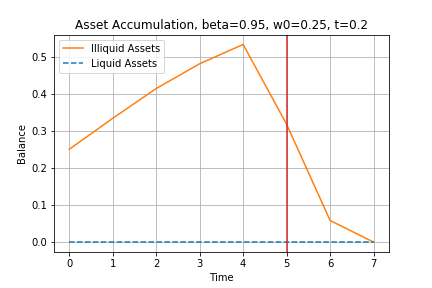 Asset Accumulation, beta=0.95, w0=0.25, t=0.2
Illiquid Assets
Liquid Assets
Balance
0.5
0.4
0.3
0.2
0.1
0.0
0 1 2 3 4 5 6 7
Time